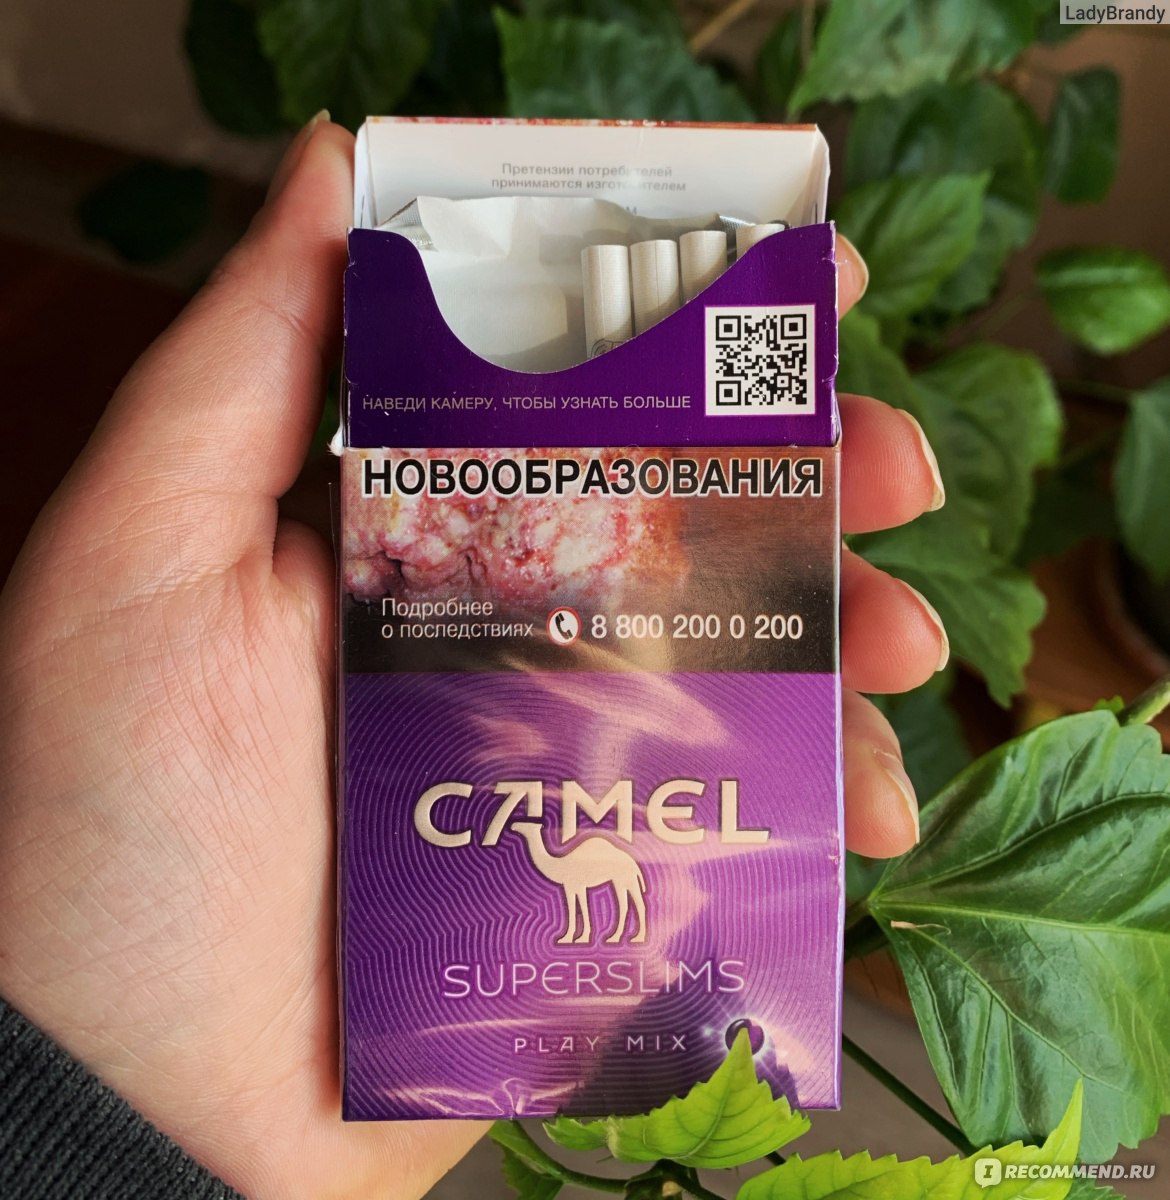 LadyBrandy
Претензии потребителей
принимаются изготовителем
НАВЕДИ КАМЕРУ, ЧТОБЫ УЗНАТЬ БОЛЬШЕ
НОВООБРАЗОВАНИЯ
Подробнее
о последствиях 8 800 200 0 200
CAMEL
SUPERSLIMS
PLAY MIX
I RECOMMEND.RU